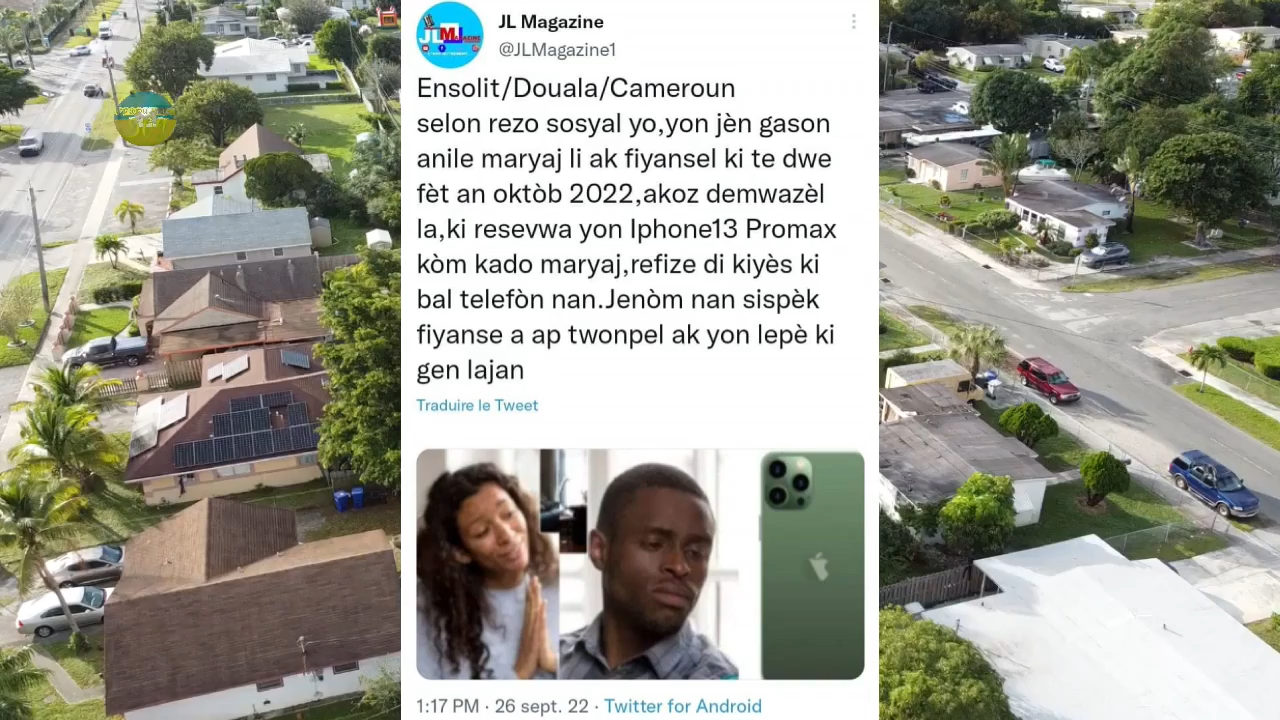 JL Magazine
@JLMagazine1
Ensolit/Douala/Cameroun
selon rezo sosyal yo,yon jèn gason
anile maryaj li ak fiyansel ki te dwe
fèt an oktòb 2022,akoz demwazèl
la,ki resevwa yon Iphone13 Promax
kòm kado maryaj,refize di kiyès ki
bal telefòn nan.Jenòm nan sispèk
fiyanse a ap twonpel ak yon lepè ki
gen lajan
Traduire le Tweet
1:17 PM · 26 sept. 22 · Twitter for Android